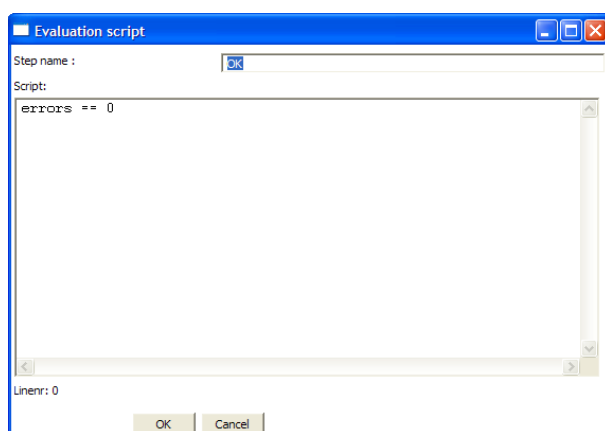 Evaluation script
Step name : OK
Script:
errors == 0
Linenr: 0
OK Cancel